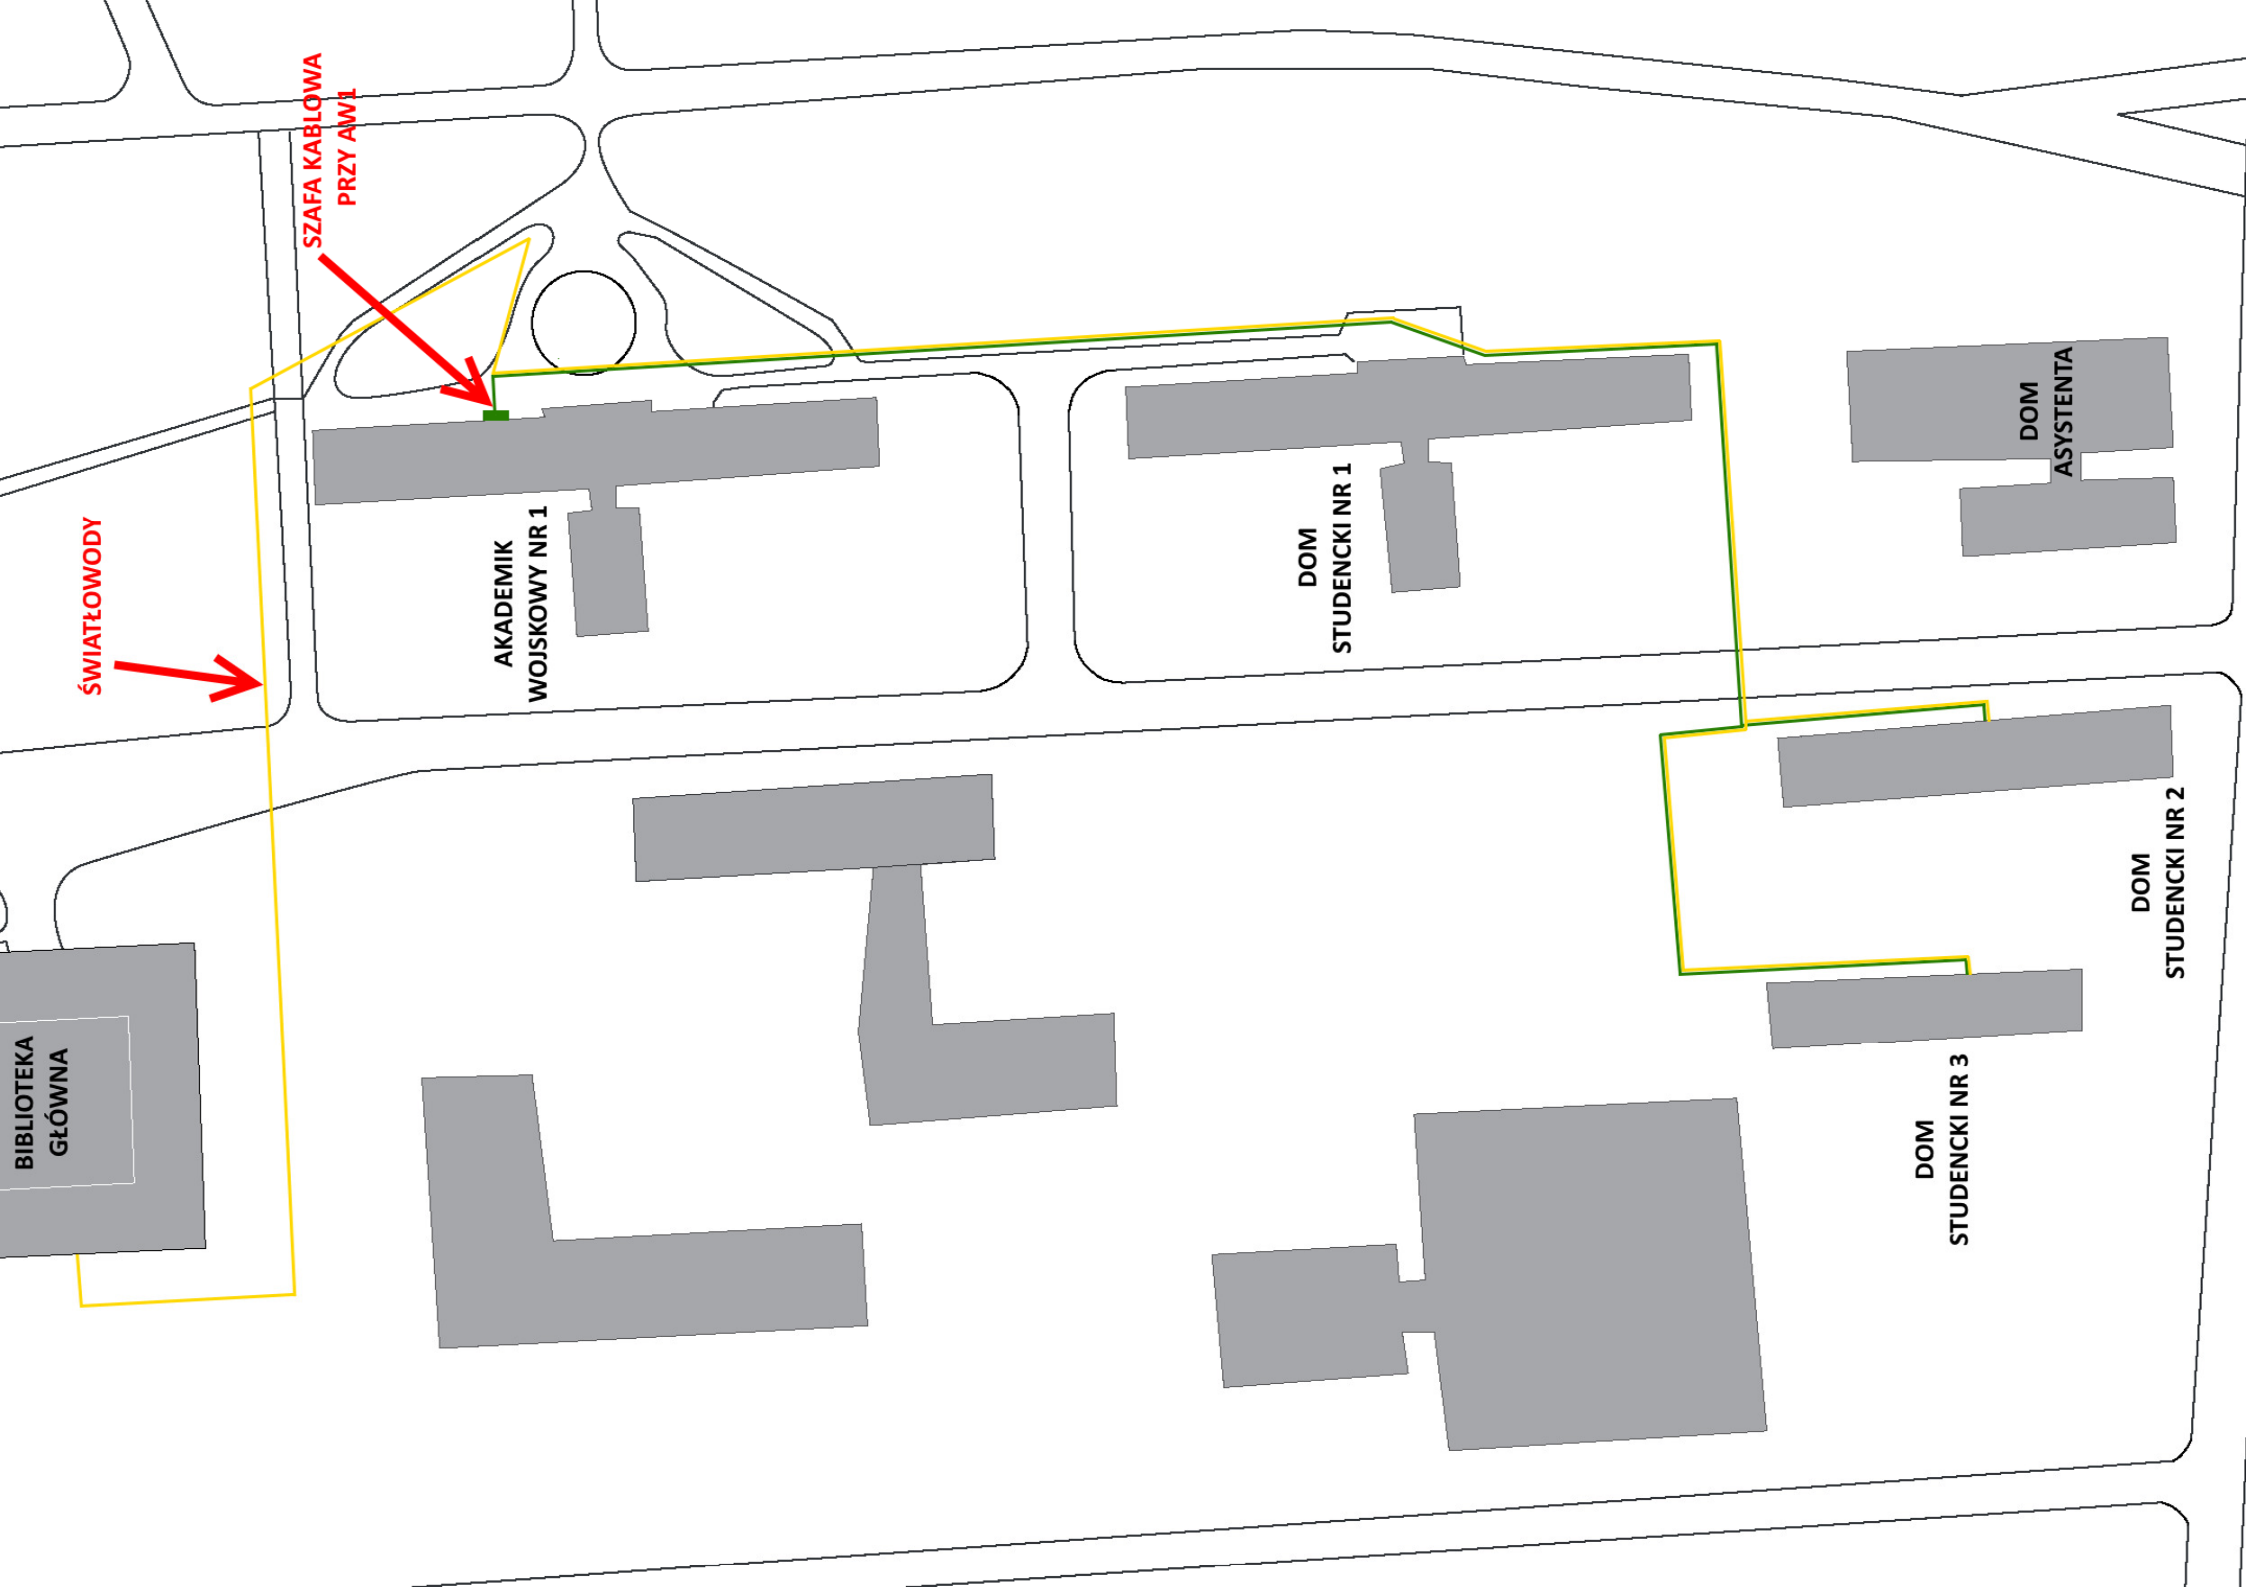 SZAFA KABLOWA
PRZY AW1
ŚWIATŁOWODY
AKADEMIK
WOJSKOWY NR 1
DOM
STUDENCKI NR 1
DOM
ASYSTENTA
DOM
STUDENCKI NR 2
DOM
STUDENCKI NR 3
BIBLIOTEKA
GŁÓWNA